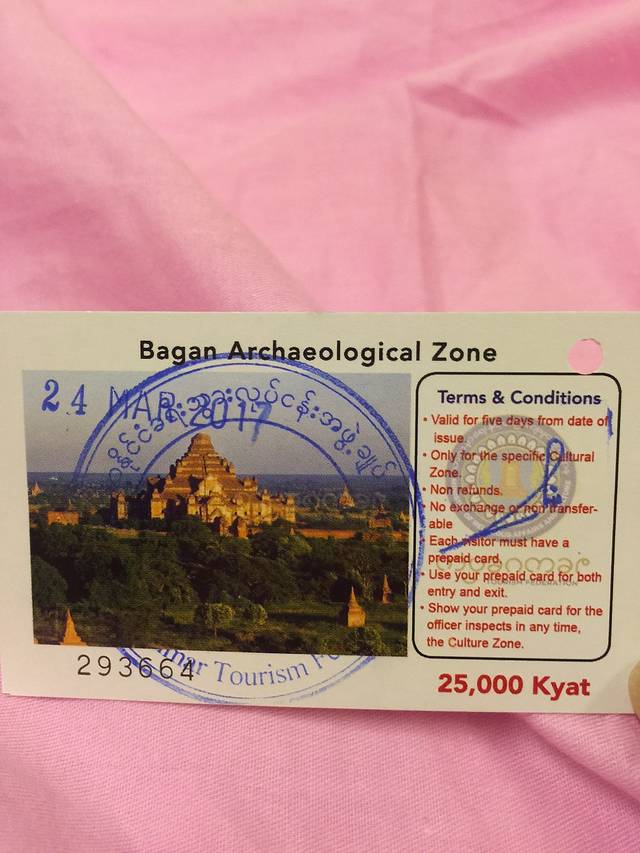 Bagan Archaeological Zone
24 MAR 2017
Terms & Conditions
• Valid for five days from date of
issue.
• Only for the specific Cultural
Zone.
• Non refunds.
• No exchange or non transfer-
able
• Each visitor must have a
prepaid card.
• Use your prepaid card for both
entry and exit.
• Show your prepaid card for the
officer inspects in any time,
the Culture Zone.
TOURISM FEDERATION
Tourism
293664
25,000 Kyat